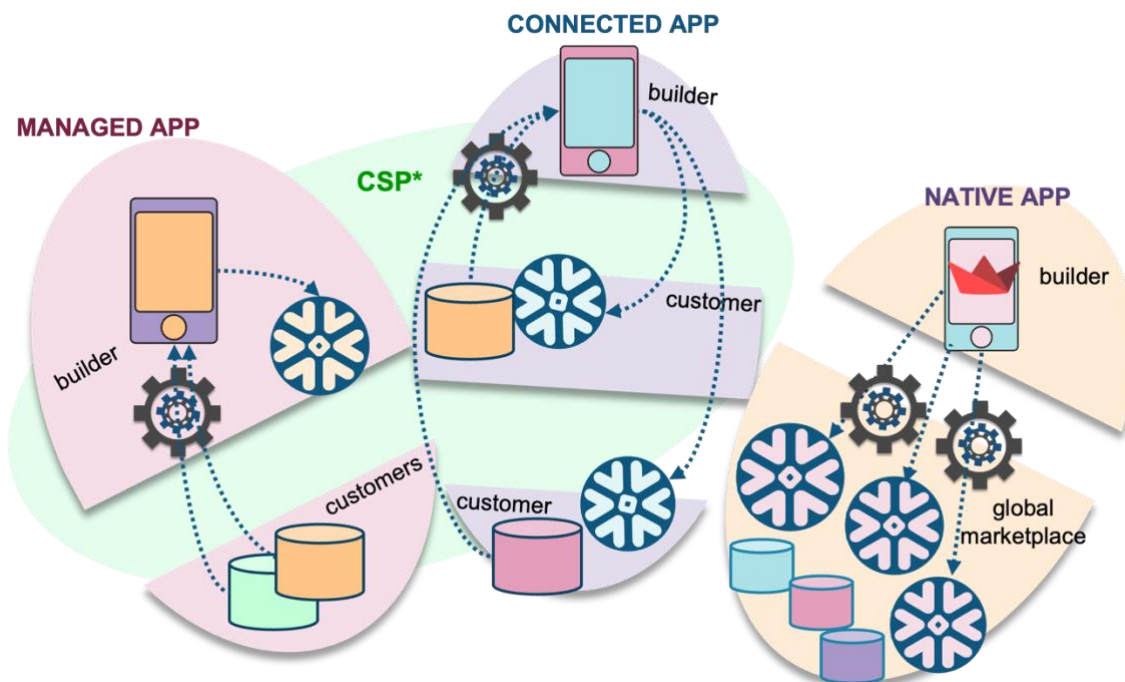 CONNECTED APP
builder
MANAGED APP
CSP*
NATIVE APP
builder
customer
builder
customers
customer
global
marketplace